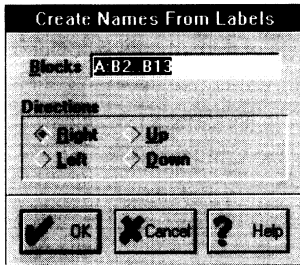 Create Names From Labels
Blocks A:B2..B13
Directions
Right Up
Left Down
OK Cancel Help